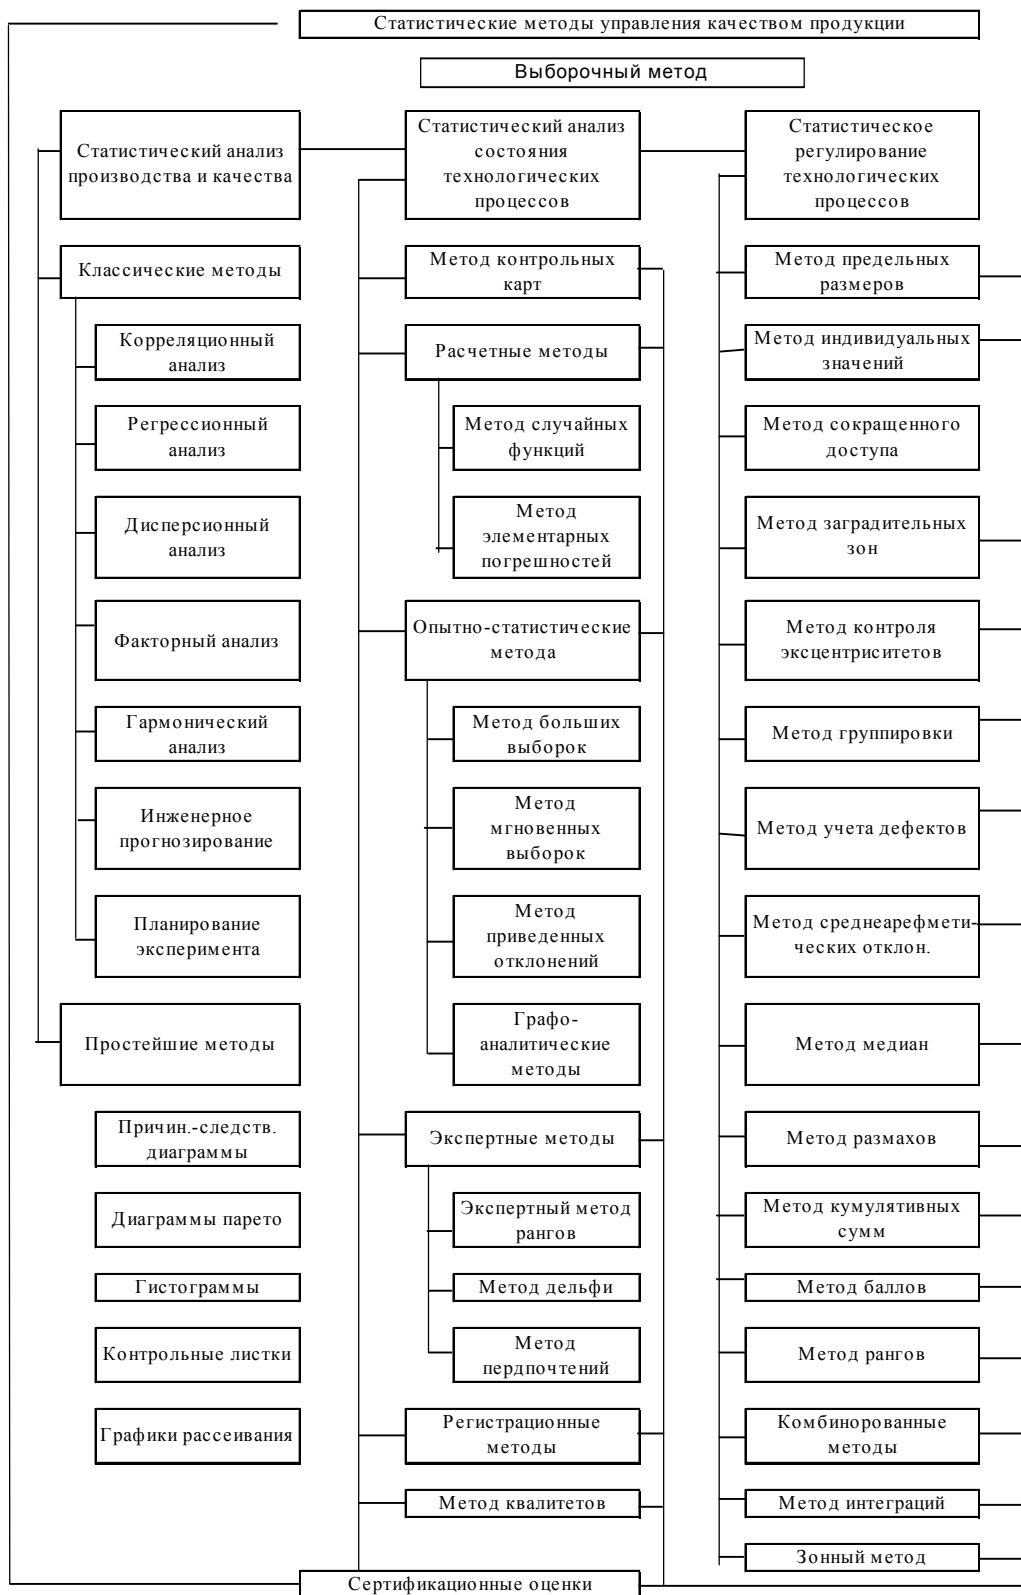 Статистические методы управления качеством продукции
Выборочный метод
Статистический анализ
производства и качества
Классические методы
Корреляционный
анализ
Регрессионный
анализ
Дисперсионный
анализ
Факторный анализ
Гармонический
анализ
Инженерное
прогнозирование
Планирование
эксперимента
Простейшие методы
Причин.-следств.
диаграммы
Диаграммы парето
Гистограммы
Контрольные листки
Графики рассеивания
Статистический анализ
состояния
технологических
процессов
Метод контрольных
карт
Расчетные методы
Метод случайных
функций
Метод
элементарных
погрешностей
Опытно-статистические
метода
Метод больших
выборок
Метод
мгновенных
выборок
Метод
приведенных
отклонений
Графо-
аналитические
методы
Экспертные методы
Экспертный метод
рангов
Метод дельфи
Метод
пердпочтений
Регистрационные
методы
Метод квалитетов
Статистическое
регулирование
технологических
процессов
Метод предельных
размеров
Метод индивидуальных
значений
Метод сокращенного
доступа
Метод заградительных
зон
Метод контроля
эксцентриситетов
Метод группировки
Метод учета дефектов
Метод среднеарефмети-
ческих отклон.
Метод медиан
Метод размахов
Метод кумулятивных
сумм
Метод баллов
Метод рангов
Комбинорованные
методы
Метод интеграций
Зонный метод
Сертификационные оценки